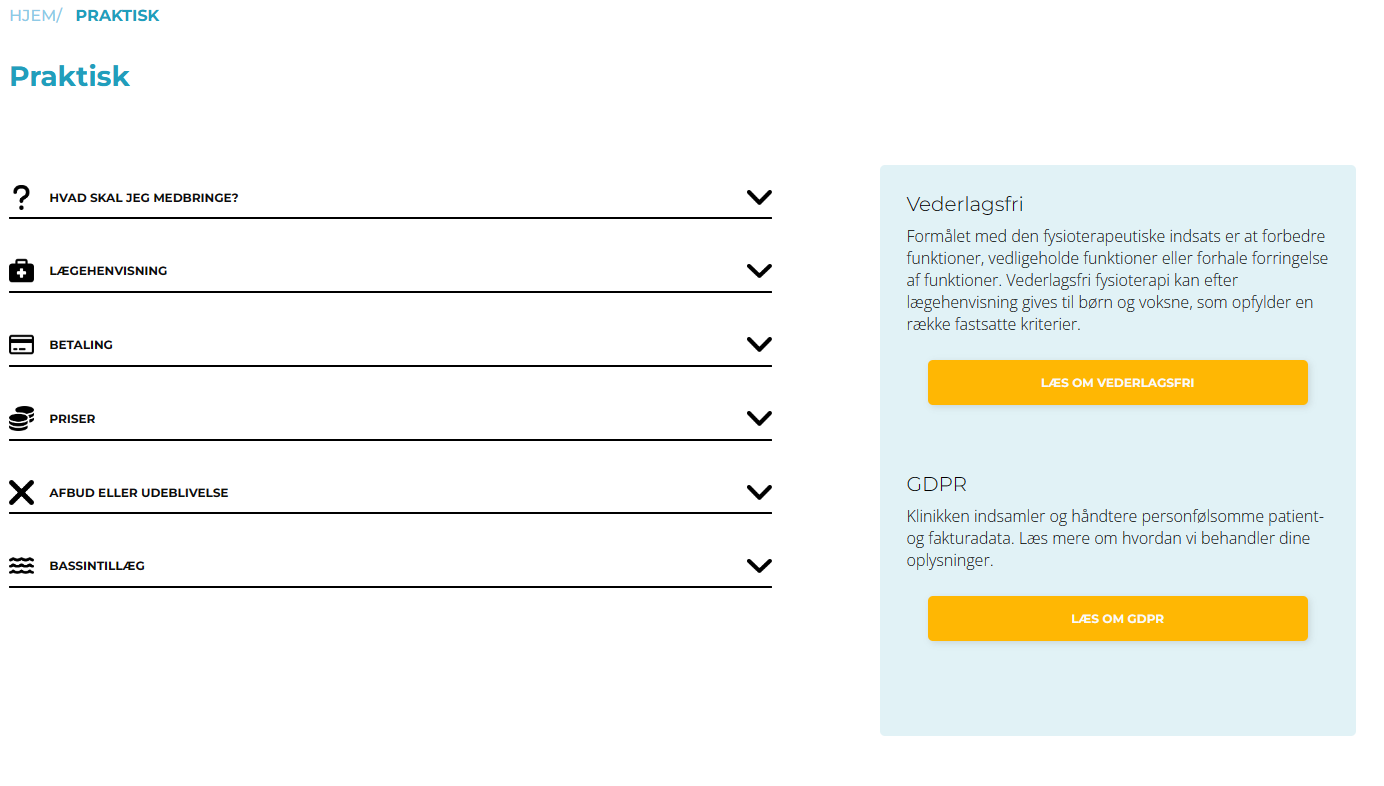 HJEM/ PRAKTISK
Praktisk
HVAD SKAL JEG MEDBRINGE?
LÆGEHENVISNING
BETALING
PRISER
AFBUD ELLER UDEBLIVELSE
BASSINTILLÆG
Vederlagsfri
Formålet med den fysioterapeutiske indsats er at forbedre
funktioner, vedligeholde funktioner eller forhale forringelse
af funktioner. Vederlagsfri fysioterapi kan efter
lægehenvisning gives til børn og voksne, som opfylder en
række fastsatte kriterier.
LÆS OM VEDERLAGSFRI
GDPR
Klinikken indsamler og håndtere personfølsomme patient-
og fakturadata. Læs mere om hvordan vi behandler dine
oplysninger.
LÆS OM GDPR